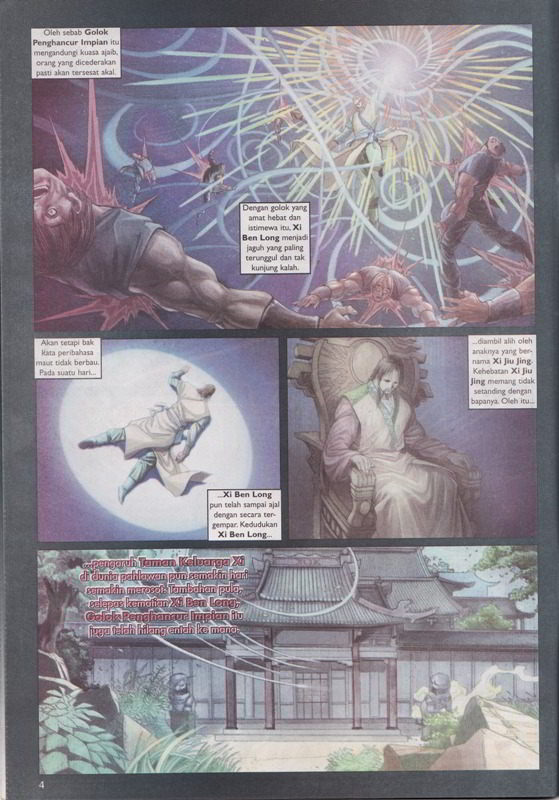 Oleh sebab Golok
Penghancur Impian itu
mengandungi kuasa ajaib,
orang yang dicederakan
pasti akan tersesat akal.
Dengan golok yang
amat hebat dan
istimewa itu, Xi
Ben Long menjadi
jaguh yang paling
terunggul dan tak
kunjung kalah.
Akan tetapi bak
kata peribahasa
maut tidak berbau.
Pada suatu hari...
...Xi Ben Long
pun telah sampai ajal
dengan secara ter-
gempar. Kedudukan
Xi Ben Long...
...diambil alih oleh
anaknya yang ber-
nama Xi Jiu Jing.
Kehebatan Xi Jiu
Jing memang tidak
setanding dengan
bapanya. Oleh itu...
...pengaruh Taman Keluarga Xi
di dunia pahlawan pun semakin hari
semakin merosot. Tambahan pula,
selepas kematian Xi Ben Long,
Golok Penghancur Impian itu
juga telah hilang entah ke mana.
4